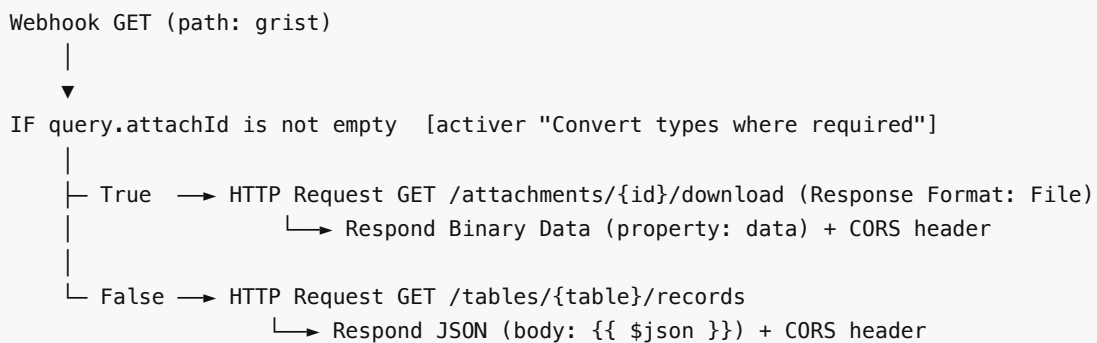 Webhook GET (path: grist)
│
▼
IF query.attachId is not empty  [activer "Convert types where required"]
│
├─ True  ──► HTTP Request GET /attachments/{id}/download (Response Format: File)
│                 └──► Respond Binary Data (property: data) + CORS header
│
└─ False ──► HTTP Request GET /tables/{table}/records
                  └──► Respond JSON (body: {{ $json }}) + CORS header